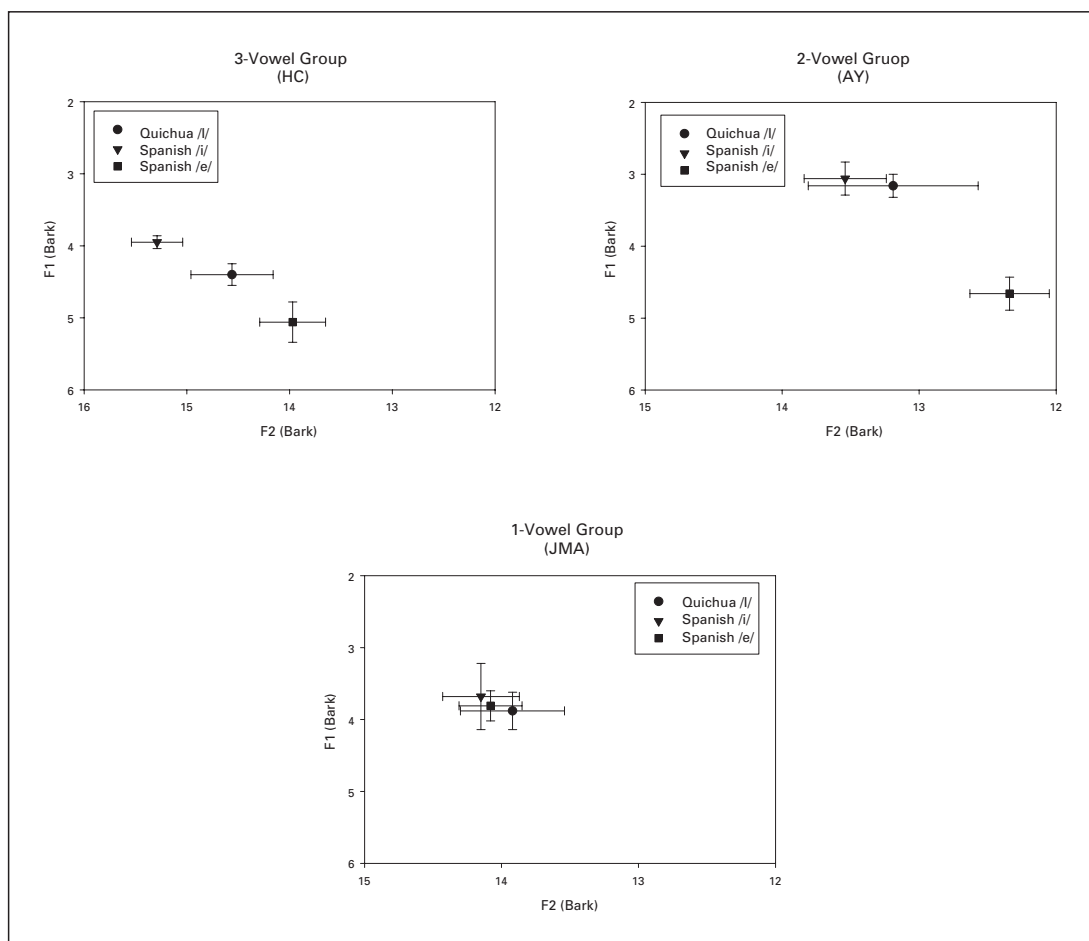 3-Vowel Group
(HC)
2
3
4
5
6
F1 (Bark)
Quichua /I/
Spanish /i/
Spanish /e/
16
15
14
13
12
F2 (Bark)
2-Vowel Gruop
(AY)
2
3
4
5
6
F1 (Bark)
Quichua /I/
Spanish /i/
Spanish /e/
15
14
13
12
F2 (Bark)
1-Vowel Group
(JMA)
2
3
4
5
6
F1 (Bark)
Quichua /I/
Spanish /i/
Spanish /e/
15
14
13
12
F2 (Bark)